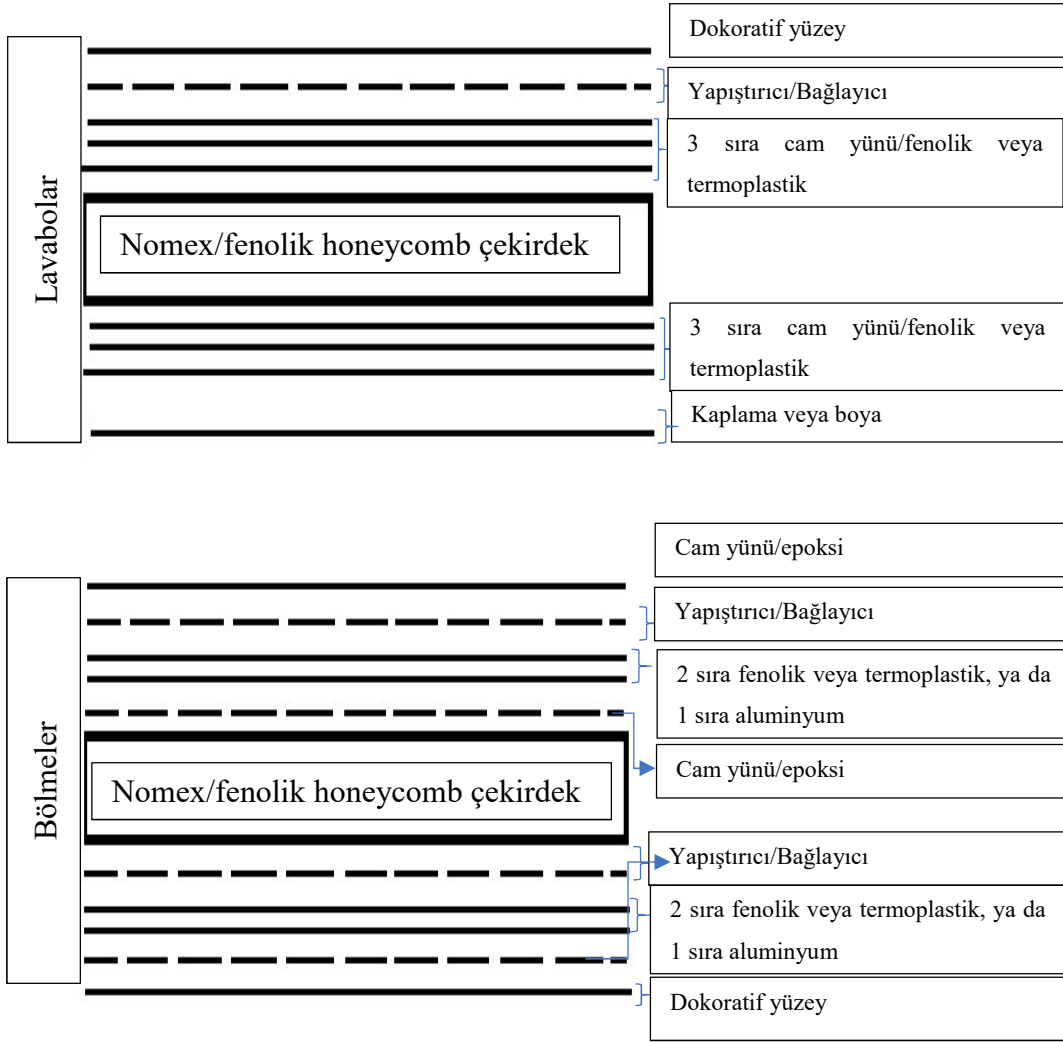 Dokoratif yüzey
Yapıştırıcı/Bağlayıcı
3 sıra cam yünü/fenolik veya
termoplastik
Lavabolar
Nomex/fenolik honeycomb çekirdek
3 sıra cam yünü/fenolik veya
termoplastik
Kaplama veya boya
Cam yünü/epoksi
Yapıştırıcı/Bağlayıcı
2 sıra fenolik veya termoplastik, ya da
1 sıra aluminyum
Cam yünü/epoksi
Bölmeler
Nomex/fenolik honeycomb çekirdek
Yapıştırıcı/Bağlayıcı
2 sıra fenolik veya termoplastik, ya da
1 sıra aluminyum
Dokoratif yüzey